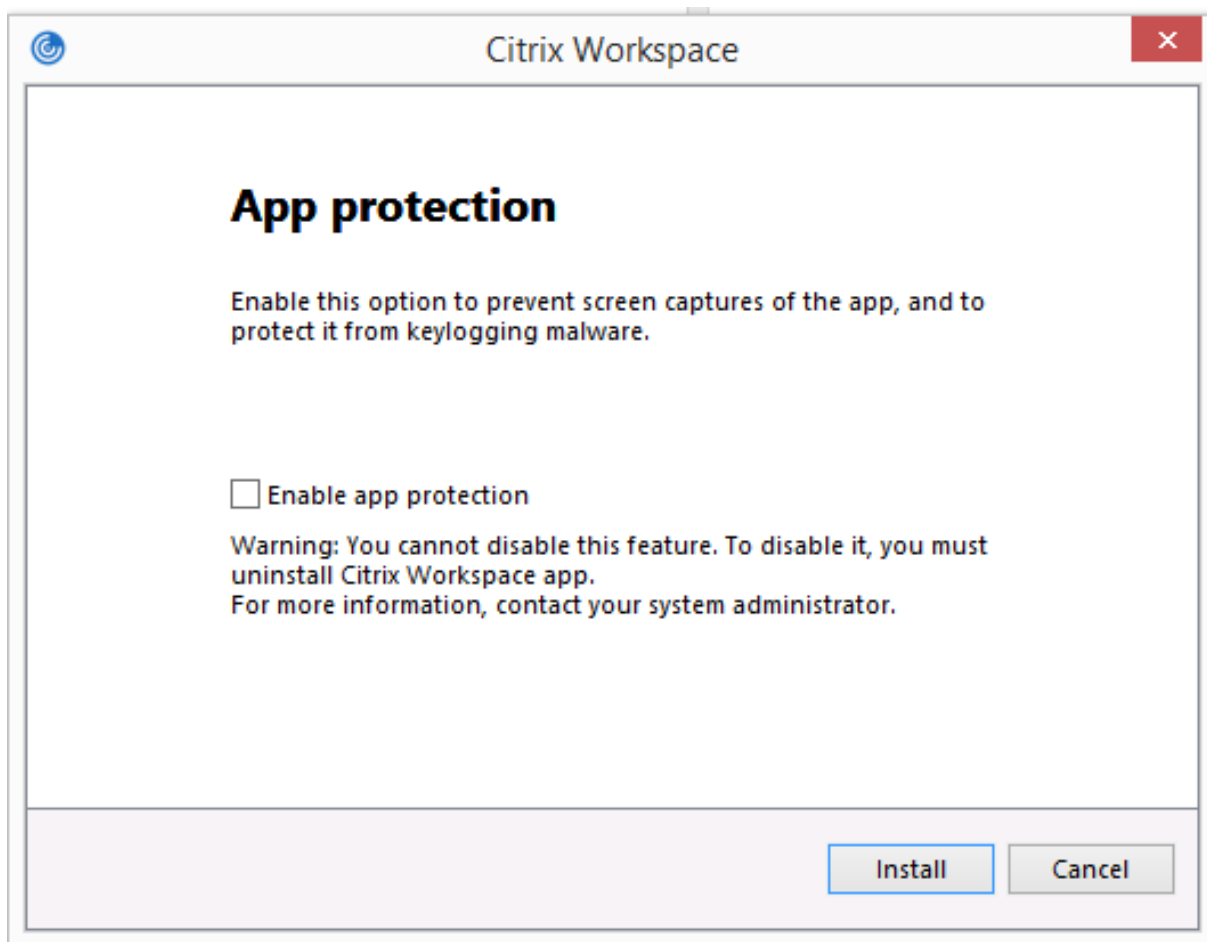 Citrix Workspace
App protection
Enable this option to prevent screen captures of the app, and to
protect it from keylogging malware.
Enable app protection
Warning: You cannot disable this feature. To disable it, you must
uninstall Citrix Workspace app.
For more information, contact your system administrator.
Install Cancel